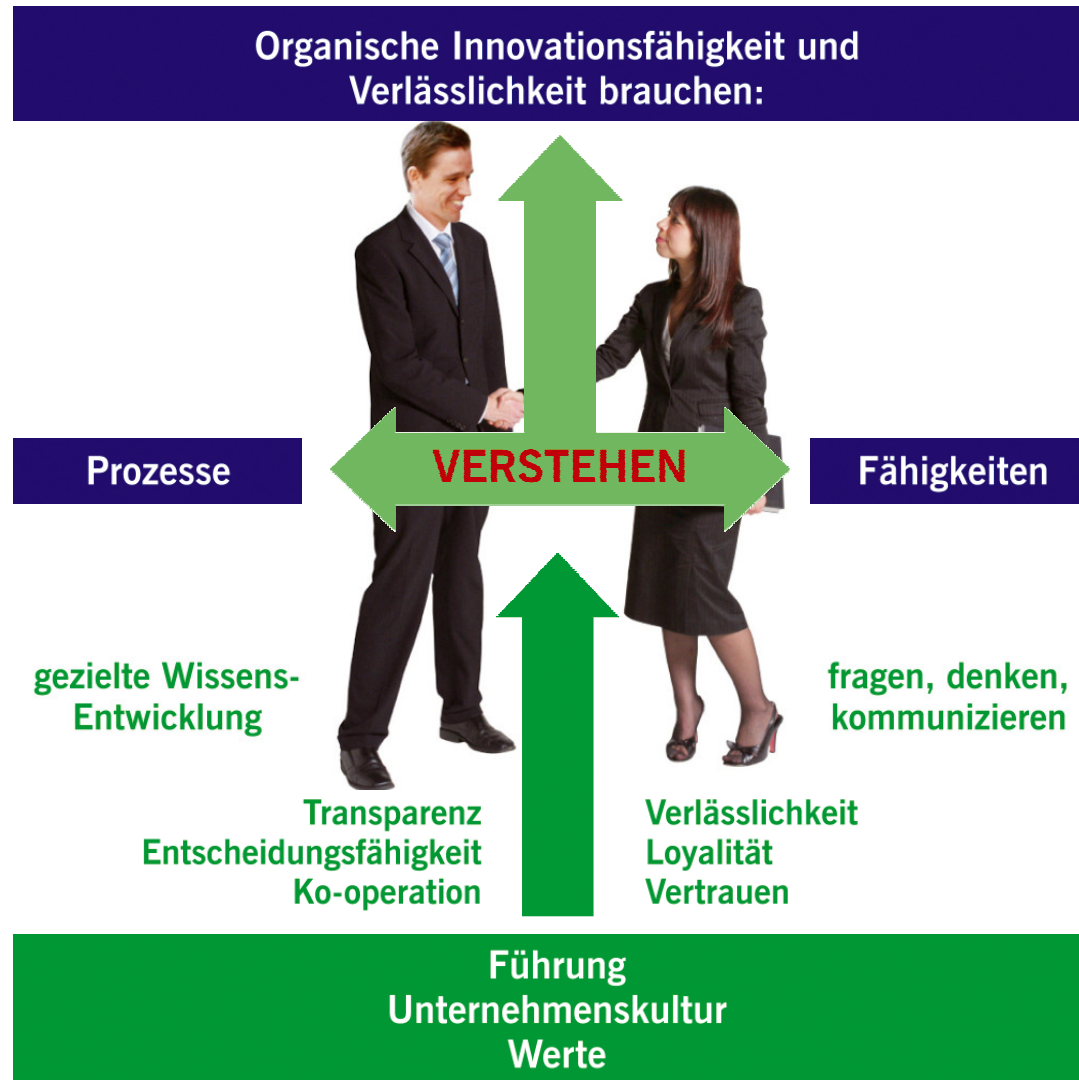 Organische Innovationsfähigkeit und
Verlässlichkeit brauchen:
Prozesse
VERSTEHEN
Fähigkeiten
gezielte Wissens-
Entwicklung
fragen, denken,
kommunizieren
Transparenz
Entscheidungsfähigkeit
Ko-operation
Verlässlichkeit
Loyalität
Vertrauen
Führung
Unternehmenskultur
Werte